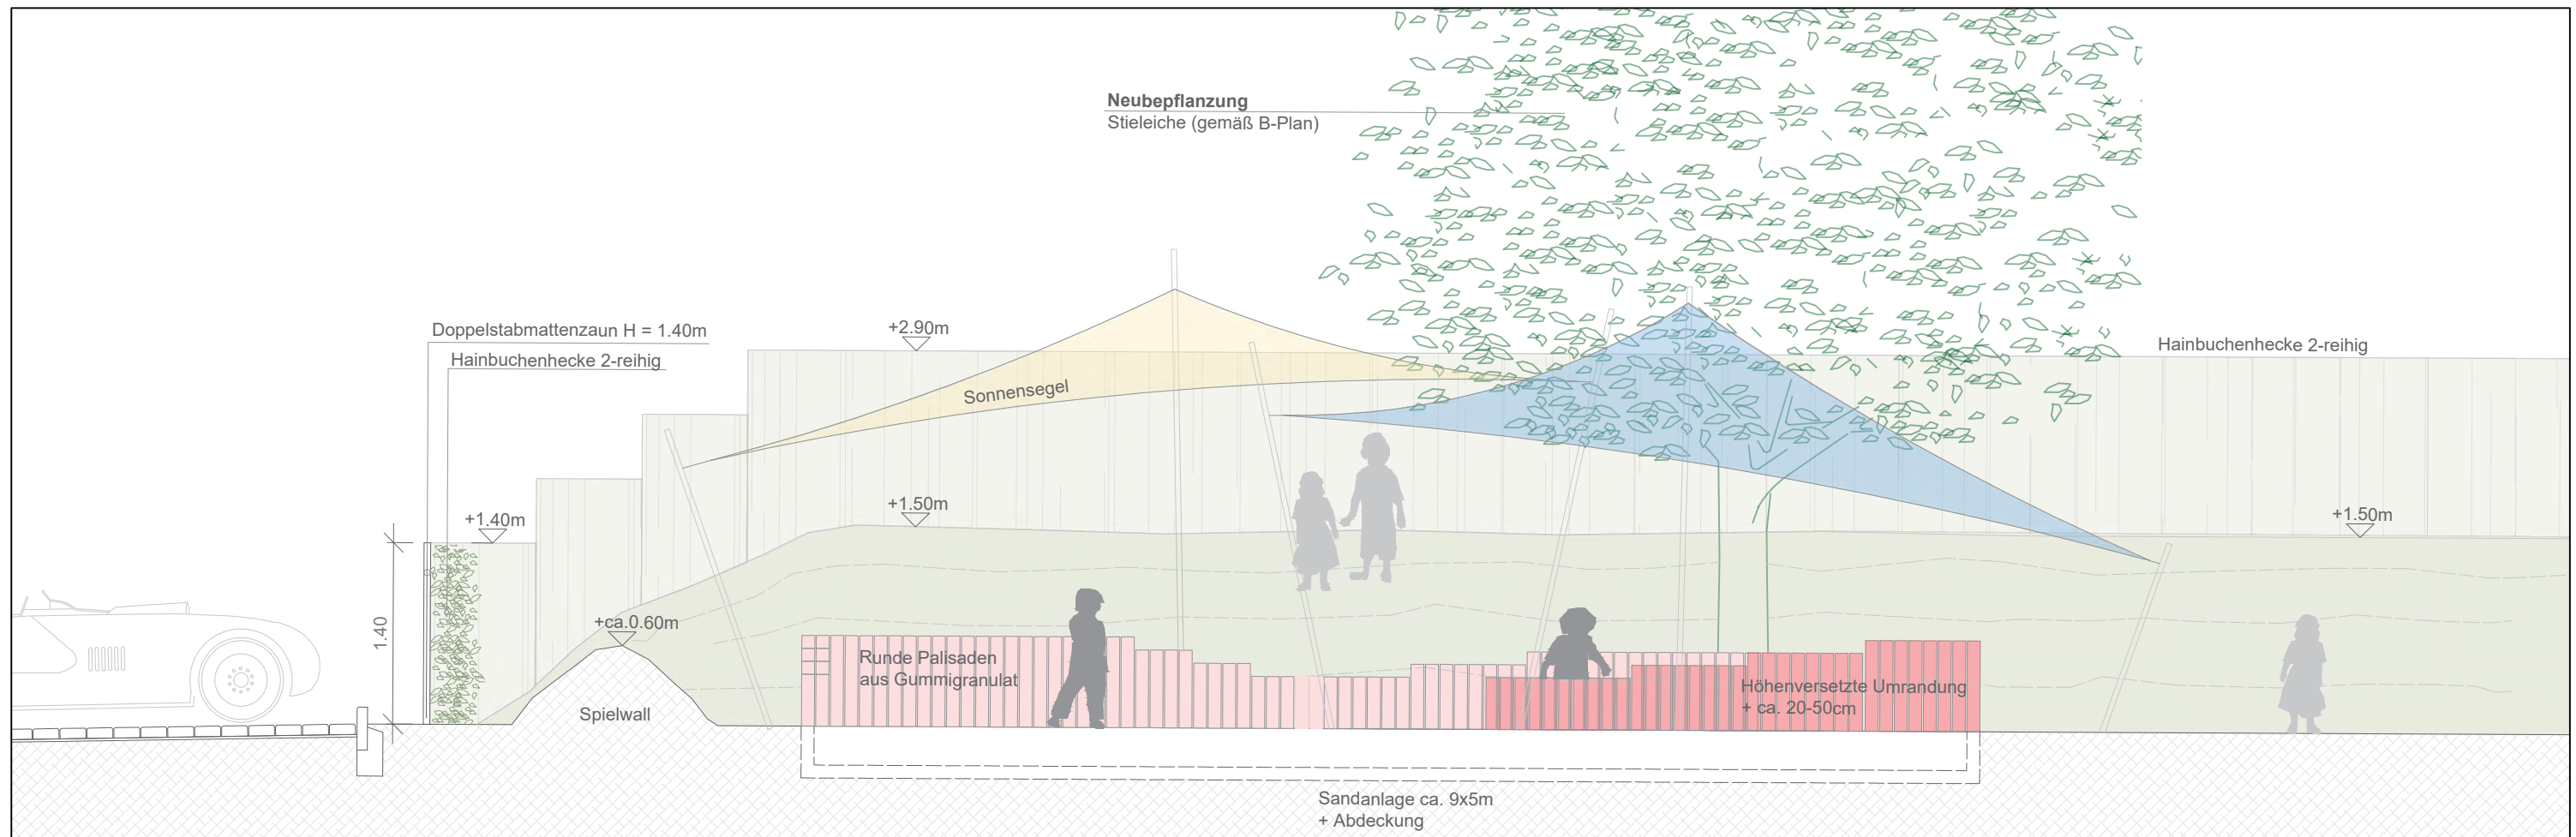 Neubepflanzung
Stieleiche (gemäß B-Plan)
Doppelstabmattenzaun H = 1.40m
Hainbuchenhecke 2-reihig
+2.90m
Hainbuchenhecke 2-reihig
Sonnensegel
+1.40m
+1.50m
+1.50m
1.40
+ca.0.60m
Spielwall
Runde Palisaden
aus Gummigranulat
Höhenversetzte Umrandung
+ ca. 20-50cm
Sandanlage ca. 9x5m
+ Abdeckung